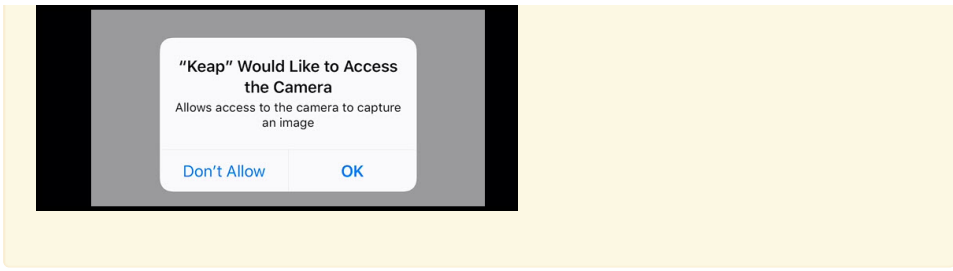 “Keap” Would Like to Access
the Camera
Allows access to the camera to capture
an image
Don’t Allow
OK